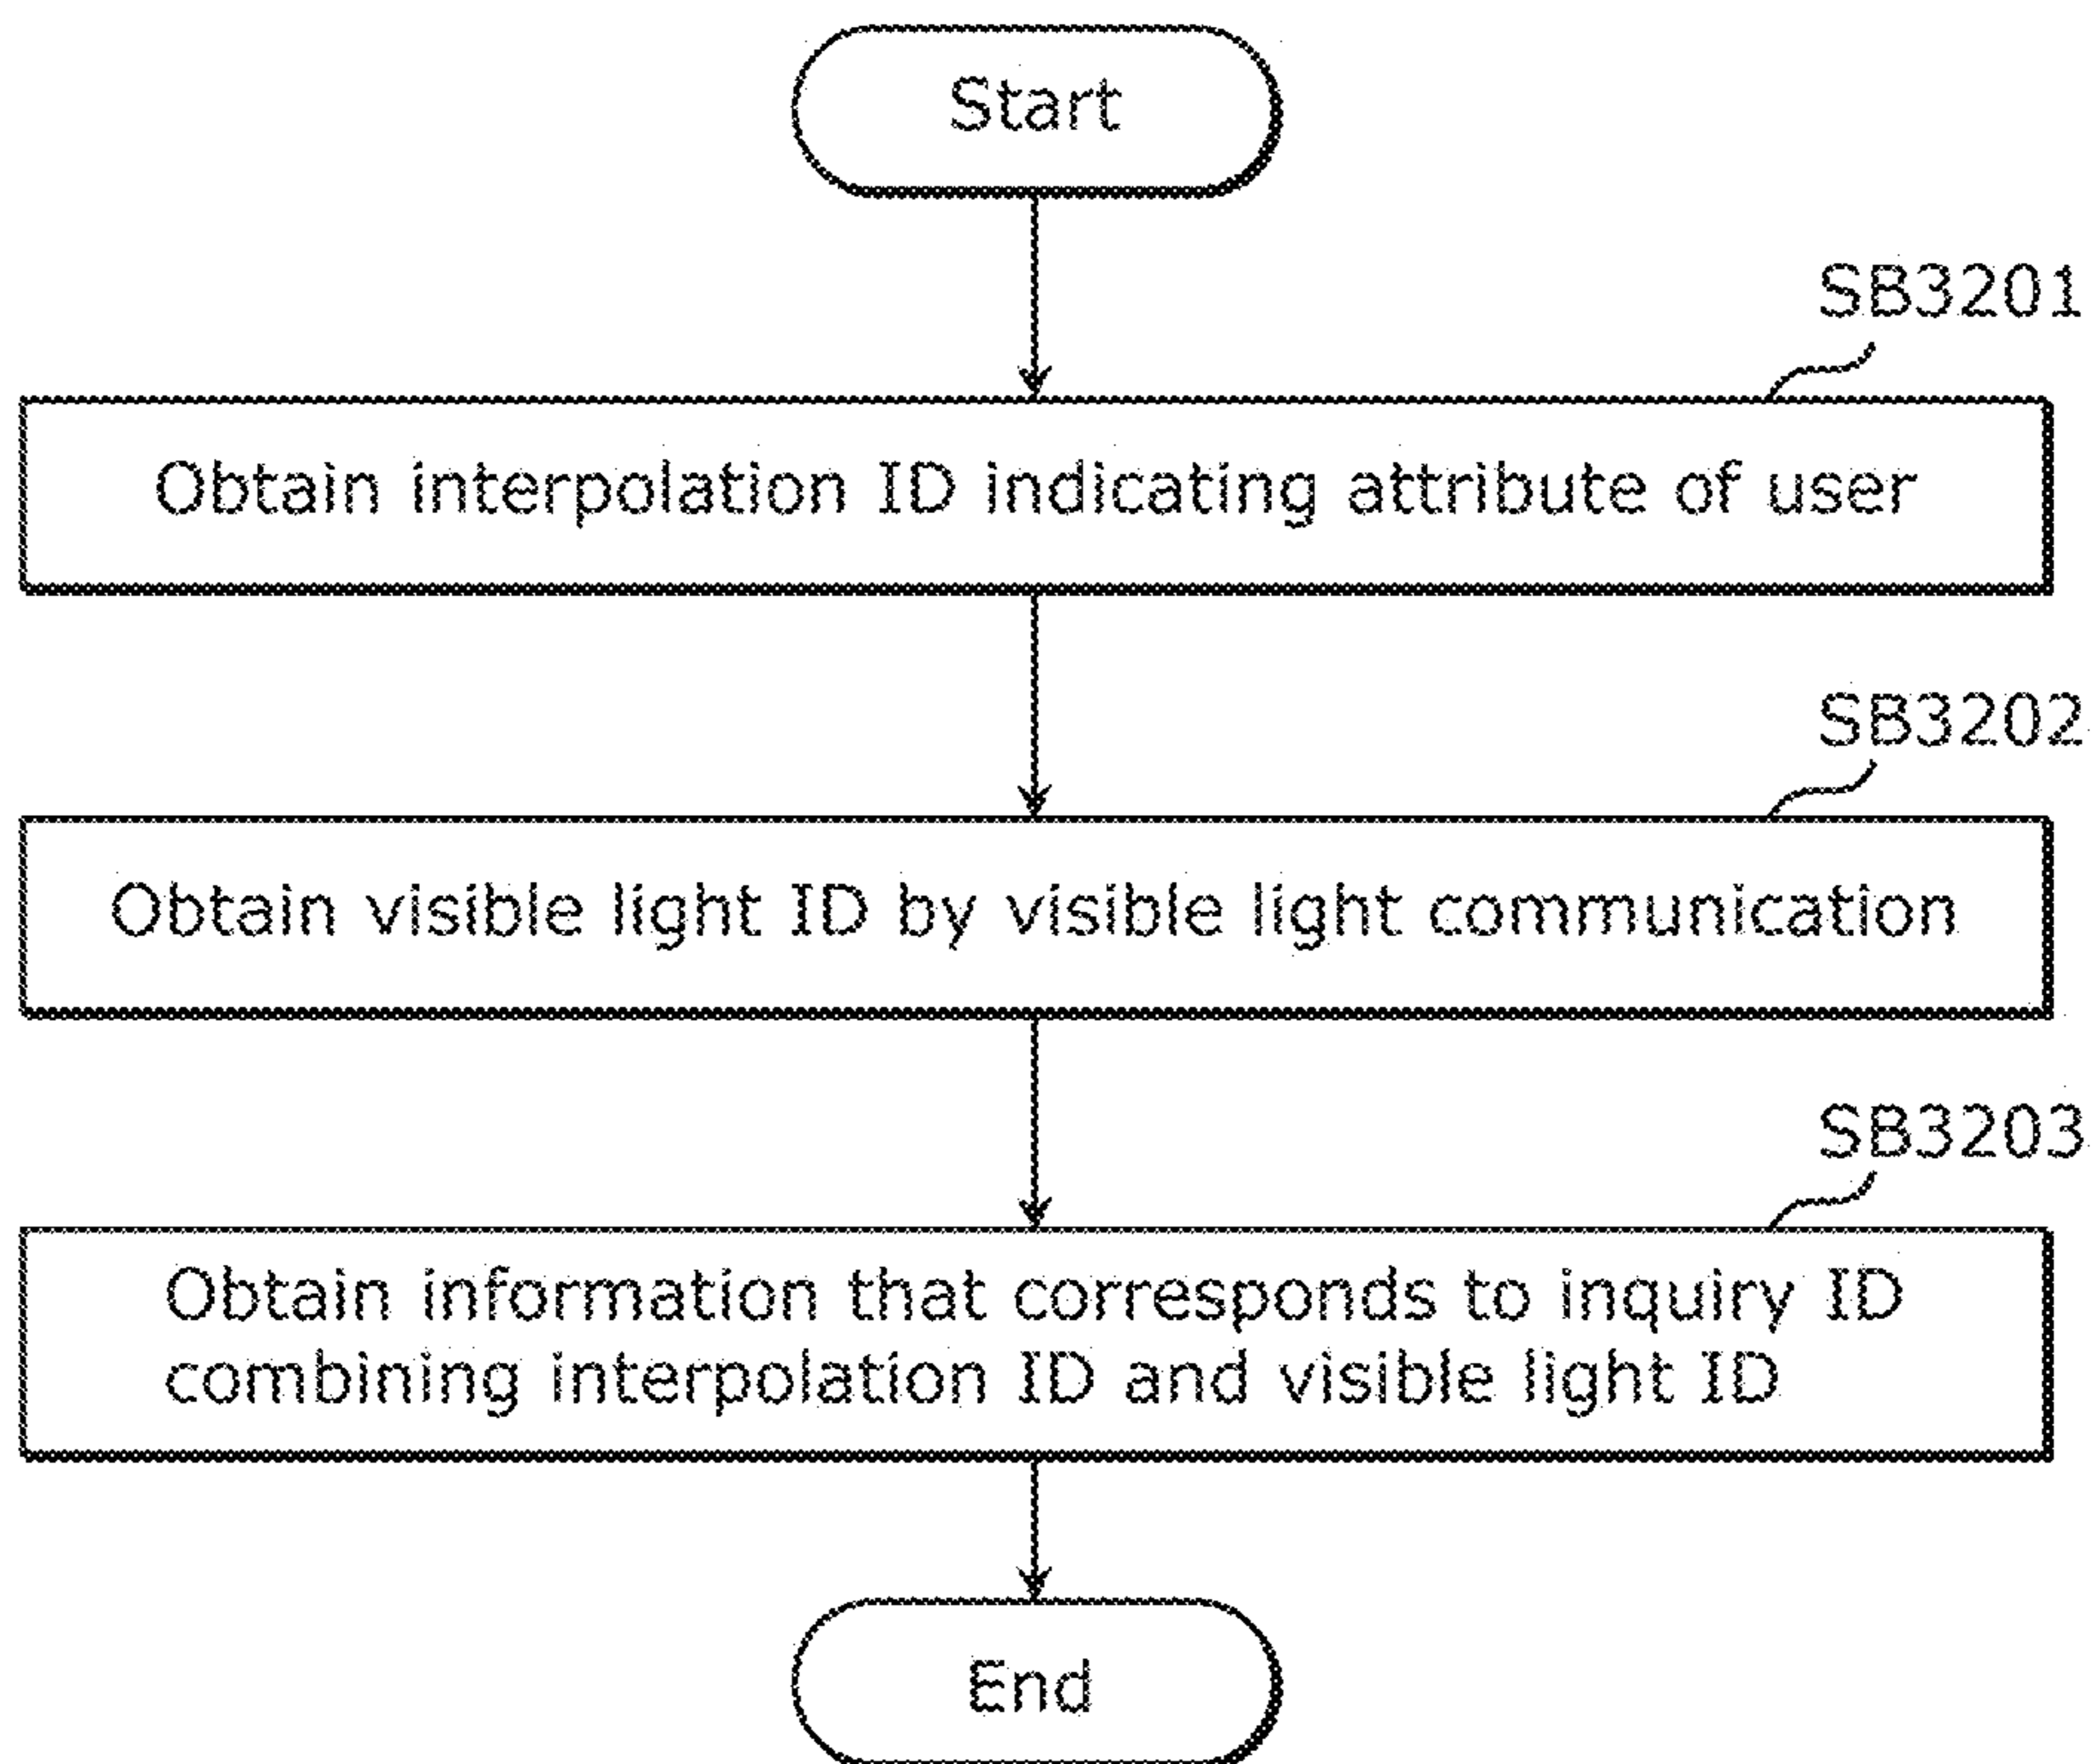 Start
SB3201
Obtain interpolation ID indicating attribute of user
SB3202
Obtain visible light ID by visible light communication
SB3203
Obtain information that corresponds to inquiry ID
combining interpolation ID and visible light ID
End